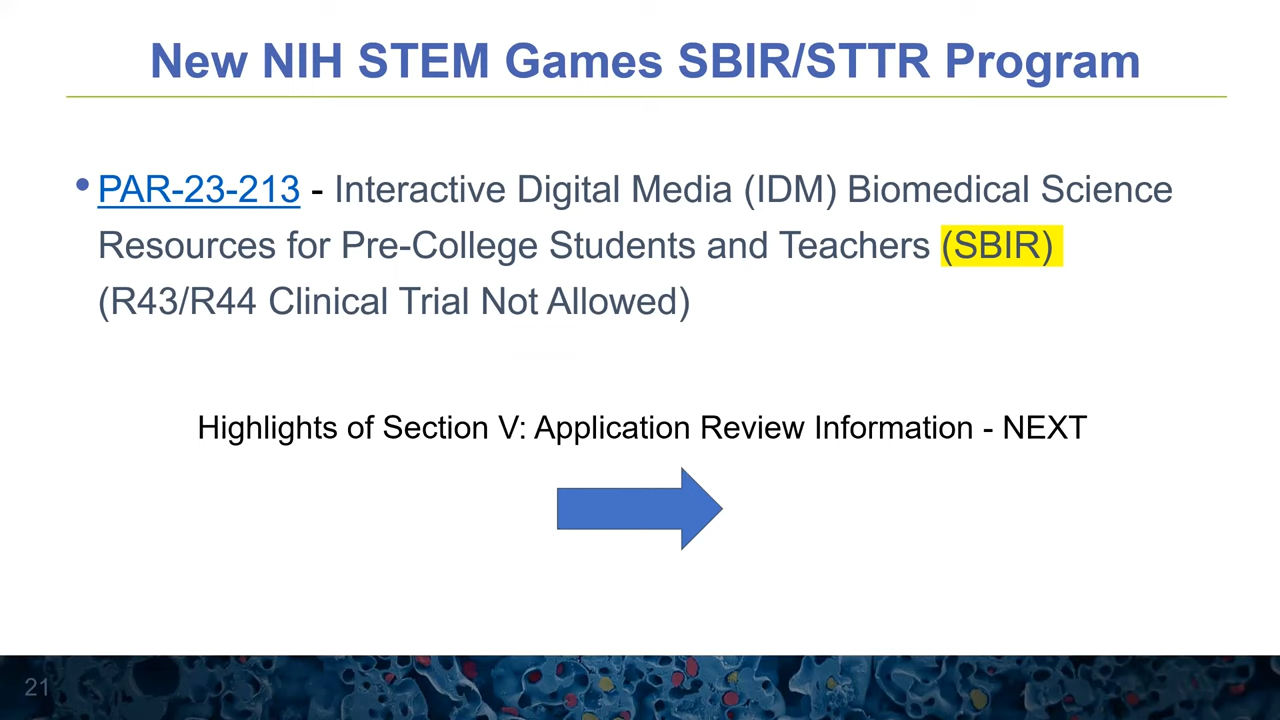 New NIH STEM Games SBIR/STTR Program
• PAR-23-213 - Interactive Digital Media (IDM) Biomedical Science
Resources for Pre-College Students and Teachers (SBIR)
(R43/R44 Clinical Trial Not Allowed)
Highlights of Section V: Application Review Information - NEXT
21